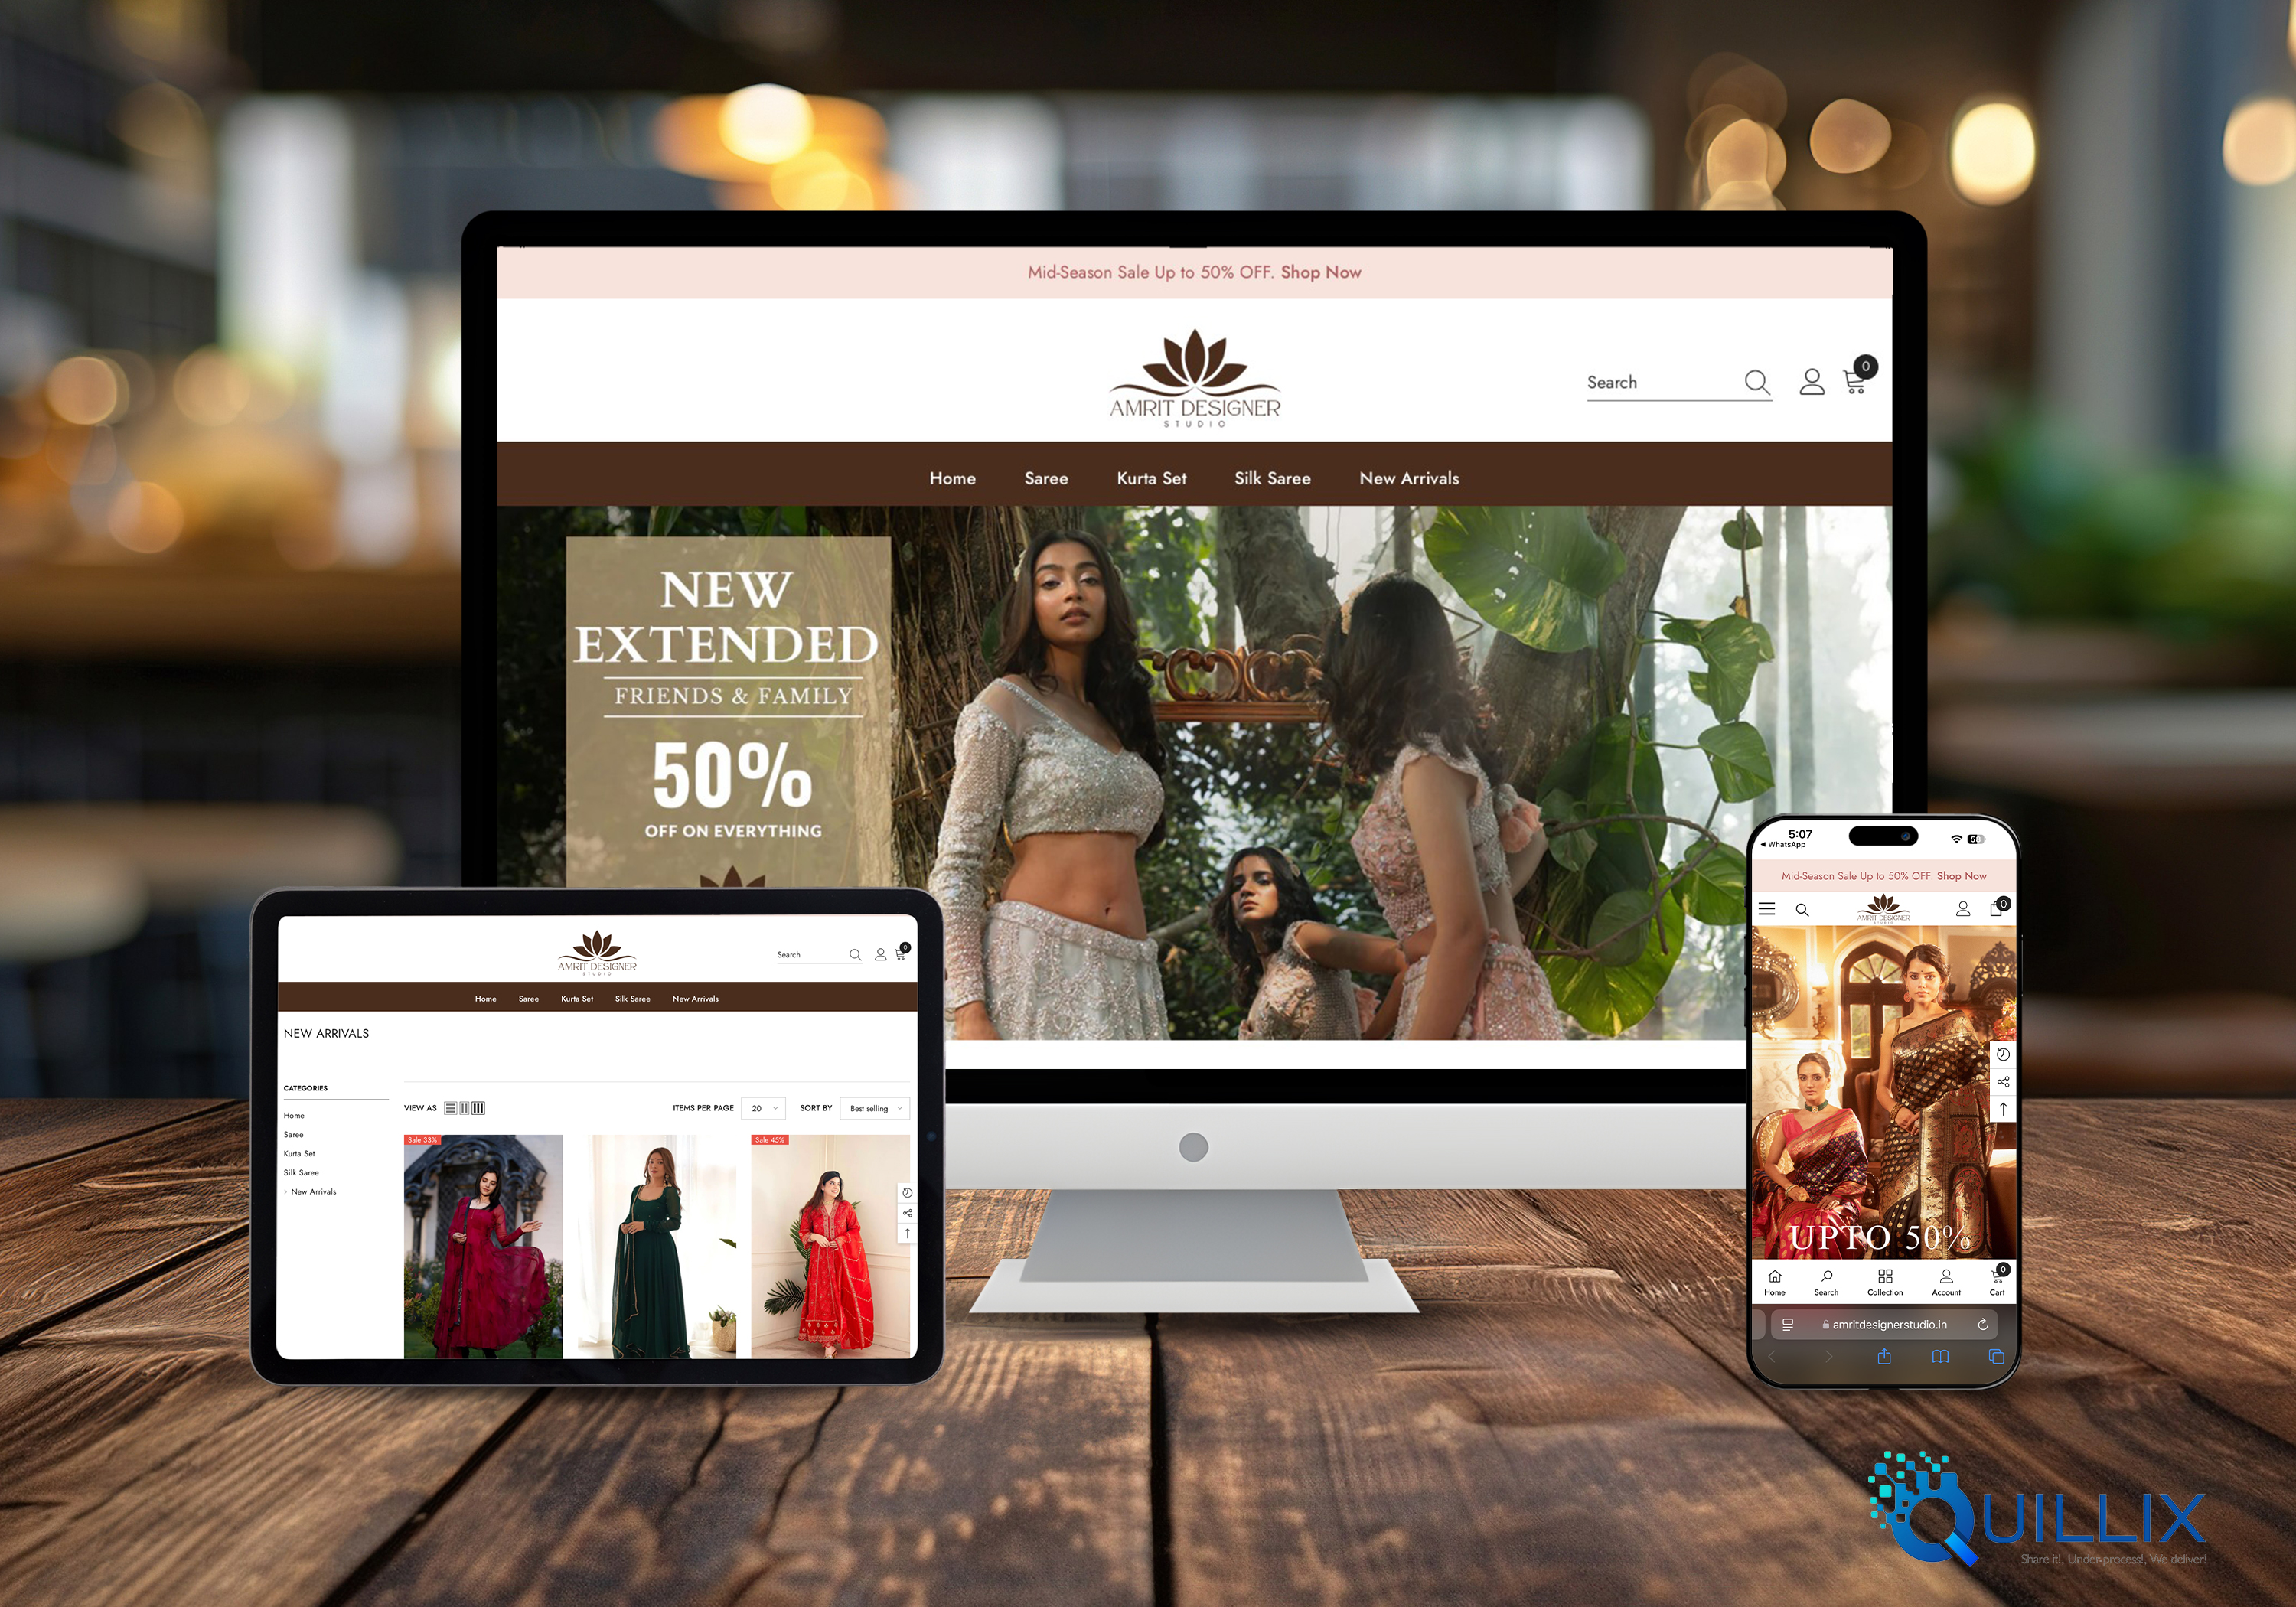 Mid-Season Sale Up to 50% OFF. Shop Now
AMRIT DESIGNER
STUDIO
Search
0
Home Saree Kurta Set Silk Saree New Arrivals
NEW
EXTENDED
FRIENDS & FAMILY
50%
OFF ON EVERYTHING
AMRIT DESIGNER
STUDIO
Search
0
Home Saree Kurta Set Silk Saree New Arrivals
NEW ARRIVALS
CATEGORIES
Home
Saree
Kurta Set
Silk Saree
New Arrivals
VIEW AS
ITEMS PER PAGE 20 SORT BY Best selling
Sale 33%
Sale 45%
5:07
WhatsApp
Mid-Season Sale Up to 50% OFF. Shop Now
AMRIT DESIGNER
STUDIO
0
UPTO 50%
0
Home Search Collection Account Cart
amritdesignerstudio.in
QUILLIX
Share it!, Under-process!, We deliver!